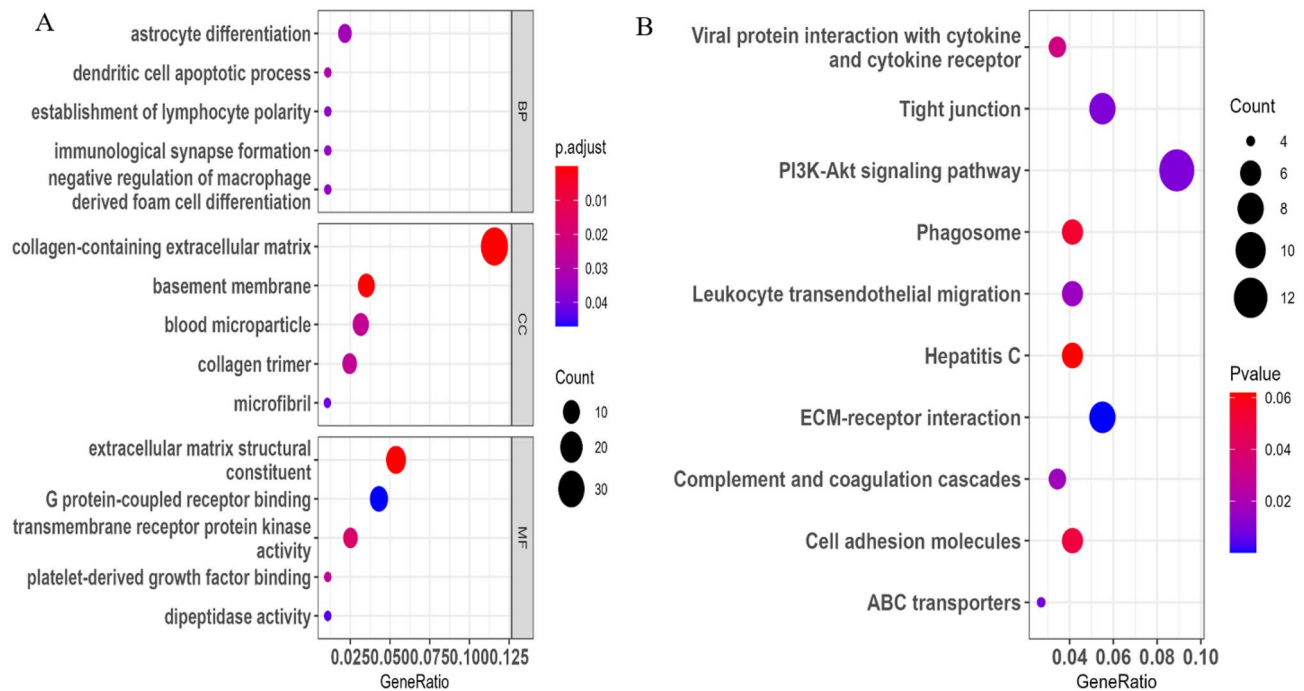 A
astrocyte differentiation
dendritic cell apoptotic process
establishment of lymphocyte polarity
immunological synapse formation
negative regulation of macrophage
derived foam cell differentiation
BP
collagen-containing extracellular matrix
basement membrane
blood microparticle
collagen trimer
microfibril
CC
extracellular matrix structural
constituent
G protein-coupled receptor binding
transmembrane receptor protein kinase
activity
platelet-derived growth factor binding
dipeptidase activity
MF
0.0250.0500.0750.1000.125
GeneRatio
p.adjust
0.01
0.02
0.03
0.04
Count
10
20
30
B
Viral protein interaction with cytokine
and cytokine receptor
Tight junction
PI3K-Akt signaling pathway
Phagosome
Leukocyte transendothelial migration
Hepatitis C
ECM-receptor interaction
Complement and coagulation cascades
Cell adhesion molecules
ABC transporters
0.04 0.06 0.08 0.10
GeneRatio
Count
4
6
8
10
12
Pvalue
0.06
0.04
0.02